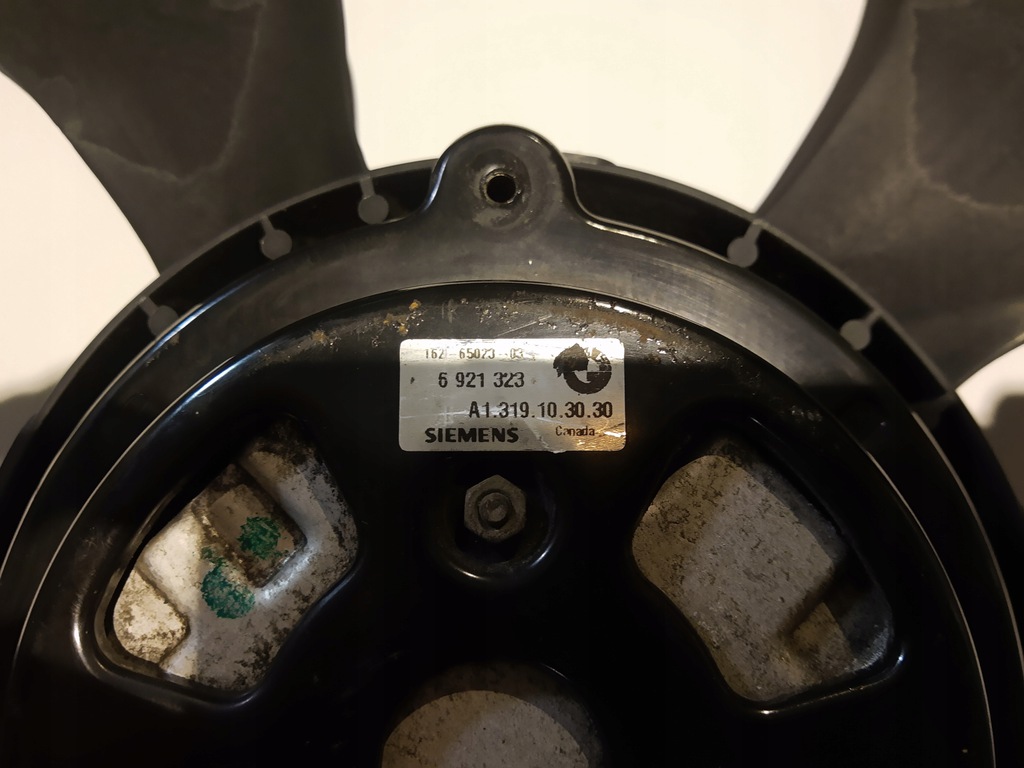 162 65023 03
6 921 323
A1.319.10.30.30
SIEMENS Canada